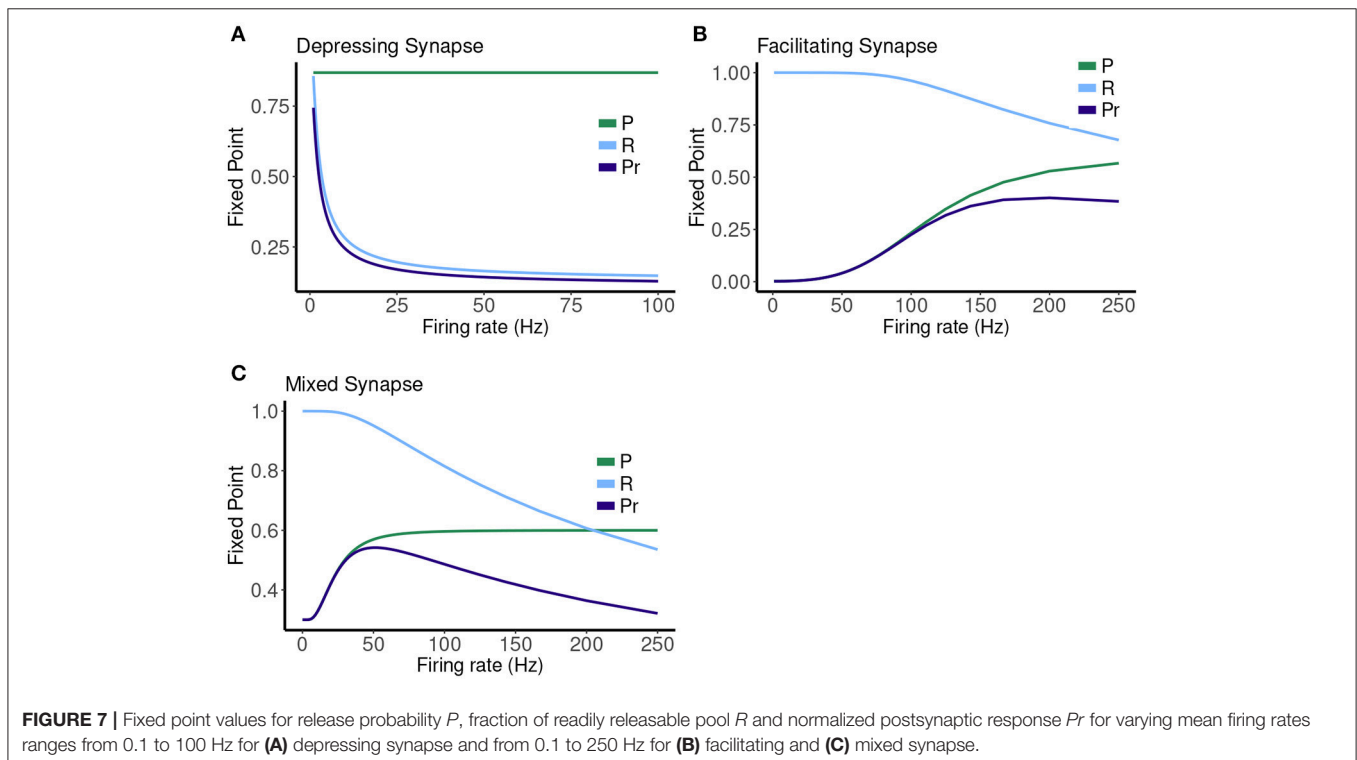 A
Depressing Synapse
0.75
0.50
0.25
Fixed Point
P
R
Pr
0
25
50
75
100
Firing rate (Hz)
B
Facilitating Synapse
1.00
0.75
0.50
0.25
0.00
Fixed Point
P
R
Pr
0
50
100
150
200
250
Firing rate (Hz)
C
Mixed Synapse
1.0
0.8
0.6
0.4
Fixed Point
P
R
Pr
0
50
100
150
200
250
Firing rate (Hz)
FIGURE 7 | Fixed point values for release probability P, fraction of readily releasable pool R and normalized postsynaptic response Pr for varying mean firing rates
ranges from 0.1 to 100 Hz for (A) depressing synapse and from 0.1 to 250 Hz for (B) facilitating and (C) mixed synapse.